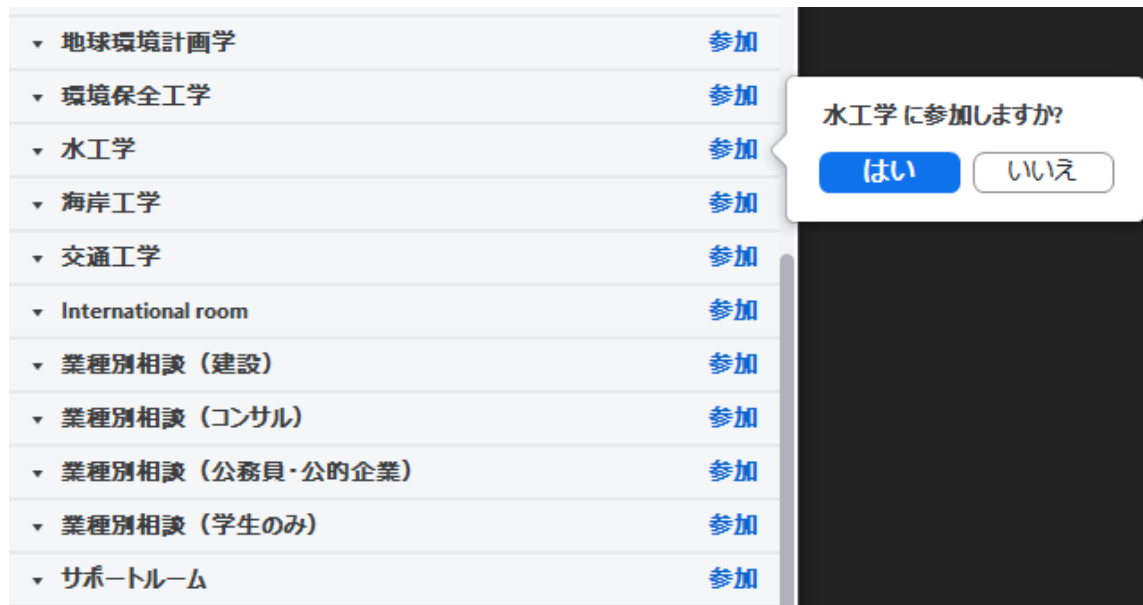 地球環境計画学 参加
環境保全工学 参加
水工学 参加
水工学 に参加しますか?
はい いいえ
海岸工学 参加
交通工学 参加
International room 参加
業種別相談（建設） 参加
業種別相談（コンサル） 参加
業種別相談（公務員・公的企業） 参加
業種別相談（学生のみ） 参加
サポートルーム 参加